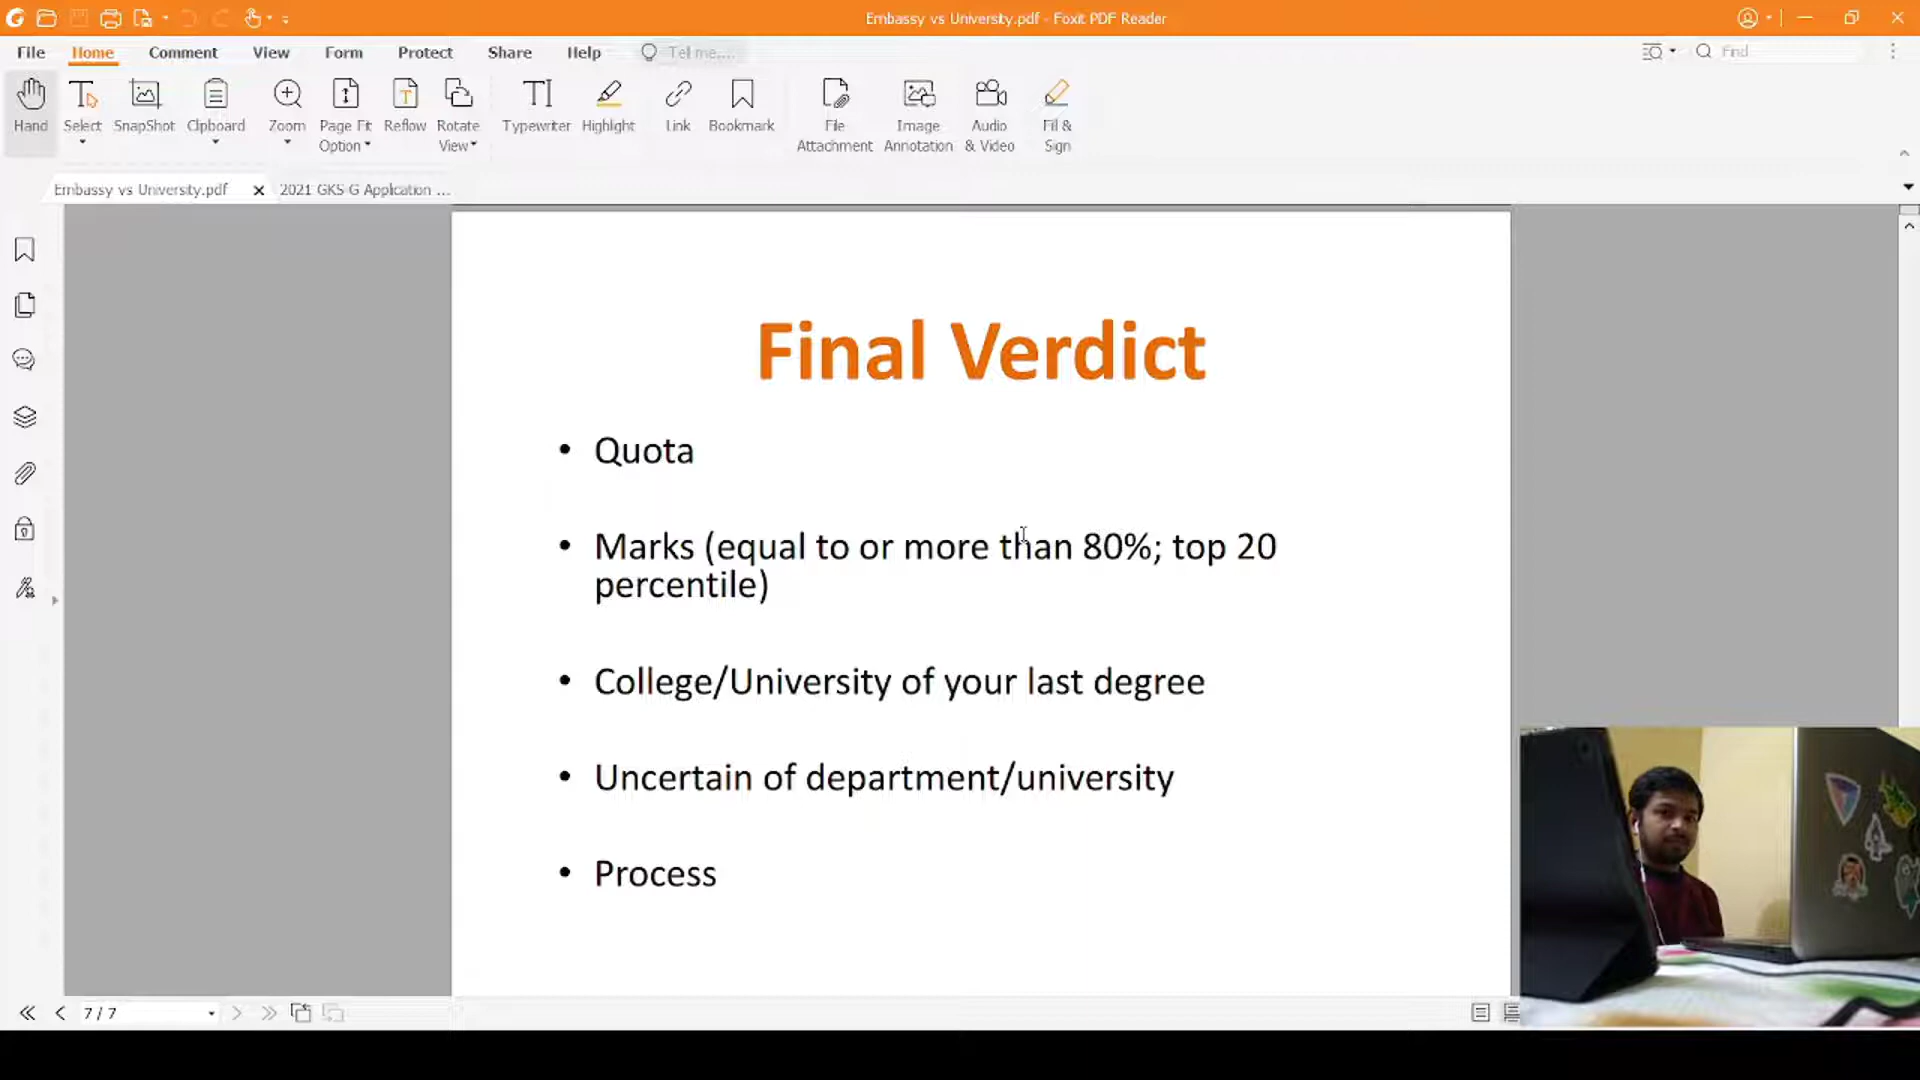 Embassy vs University.pdf - Foxit PDF Reader
File Home Comment View Form Protect Share Help Tell me... Find
Hand Select SnapShot Clipboard Zoom Page Fit Option Reflow Rotate View Typewriter Highlight Link Bookmark File Attachment Image Annotation Audio & Video Fill & Sign
Embassy vs University.pdf 2021 GKS-G Application ...
Final Verdict
• Quota
• Marks (equal to or more than 80%; top 20
percentile)
• College/University of your last degree
• Uncertain of department/university
• Process
7 / 7